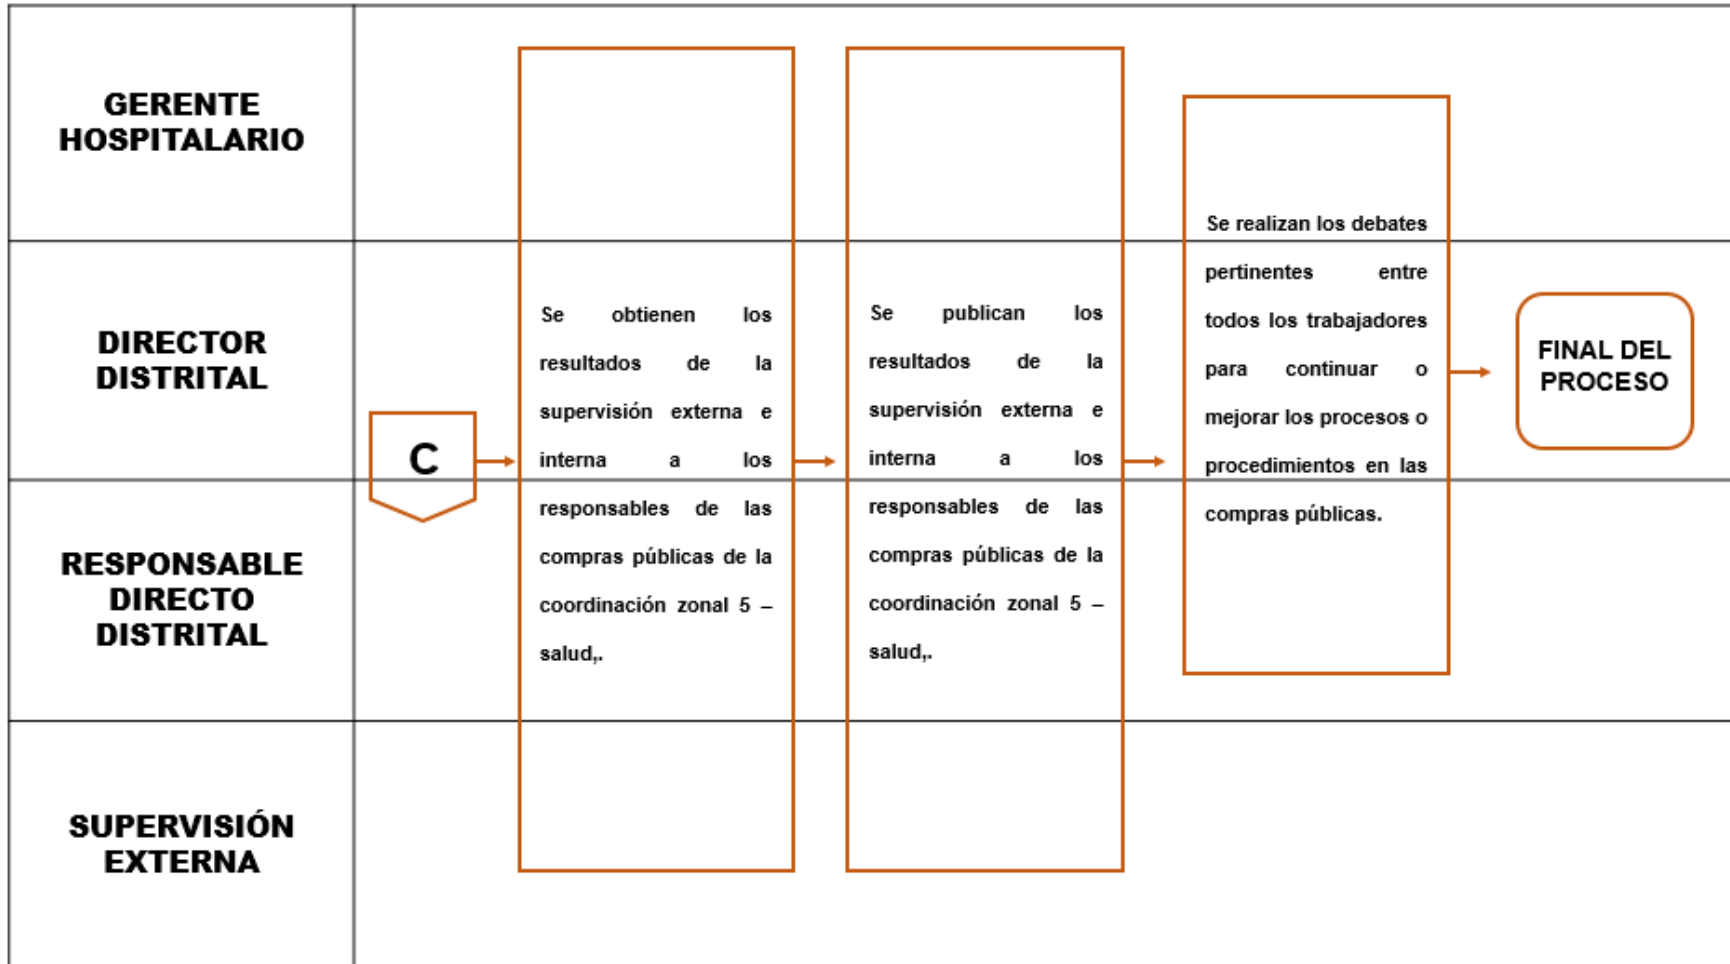 GERENTE
HOSPITALARIO
DIRECTOR
DISTRITAL
RESPONSABLE
DIRECTO
DISTRITAL
SUPERVISIÓN
EXTERNA
C
Se obtienen los
resultados de la
supervisión externa e
interna a los
responsables de las
compras públicas de la
coordinación zonal 5 –
salud,.
Se publican los
resultados de la
supervisión externa e
interna a los
responsables de las
compras públicas de la
coordinación zonal 5 –
salud,.
Se realizan los debates
pertinentes entre
todos los trabajadores
para continuar o
mejorar los procesos o
procedimientos en las
compras públicas.
FINAL DEL
PROCESO